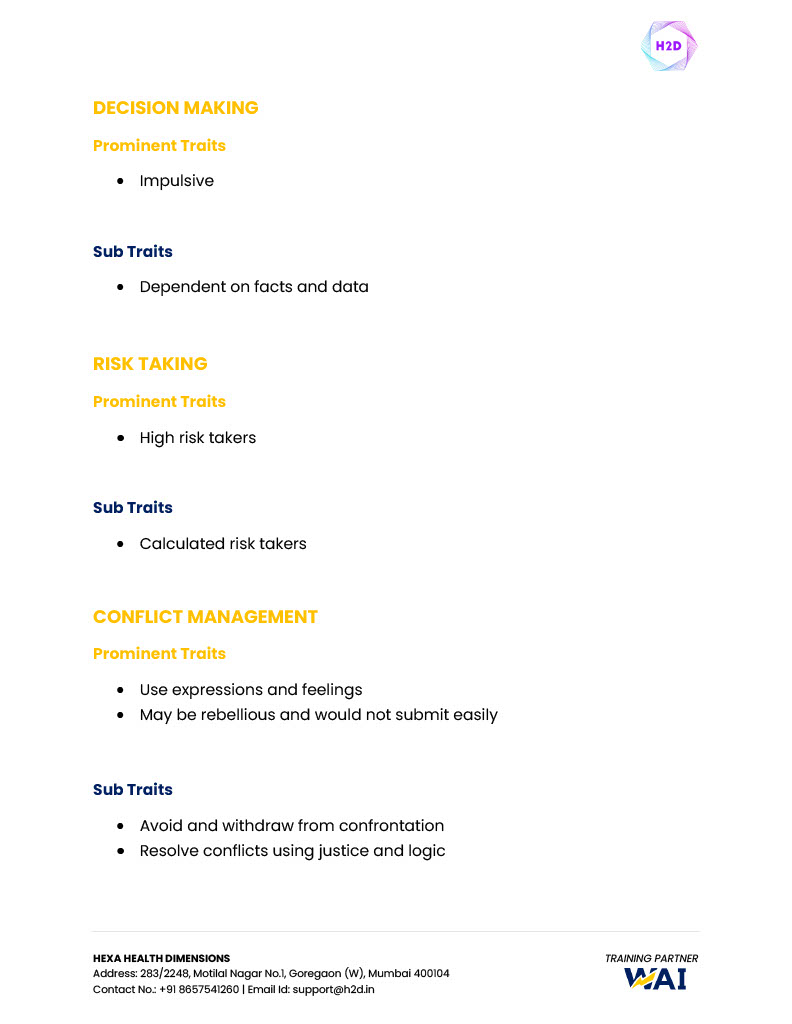 H2D
DECISION MAKING
Prominent Traits
• Impulsive
Sub Traits
• Dependent on facts and data
RISK TAKING
Prominent Traits
• High risk takers
Sub Traits
• Calculated risk takers
CONFLICT MANAGEMENT
Prominent Traits
• Use expressions and feelings
• May be rebellious and would not submit easily
Sub Traits
• Avoid and withdraw from confrontation
• Resolve conflicts using justice and logic
HEXA HEALTH DIMENSIONS
Address: 283/2248, Motilal Nagar No.1, Goregaon (W), Mumbai 400104
Contact No.: +91 8657541260 | Email Id: support@h2d.in
TRAINING PARTNER
WAI